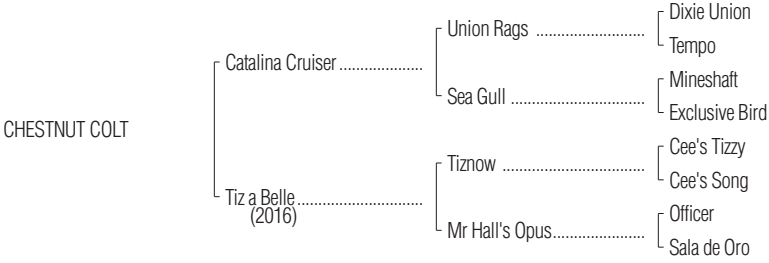 Dixie Union
Union Rags ........................
Tempo
Catalina Cruiser ...................
Mineshaft
Sea Gull ..............................
Exclusive Bird
CHESTNUT COLT
Cee's Tizzy
Tiznow ................................
Cee's Song
Tiz a Belle ............................
(2016)
Officer
Mr Hall's Opus ....................
Sala de Oro